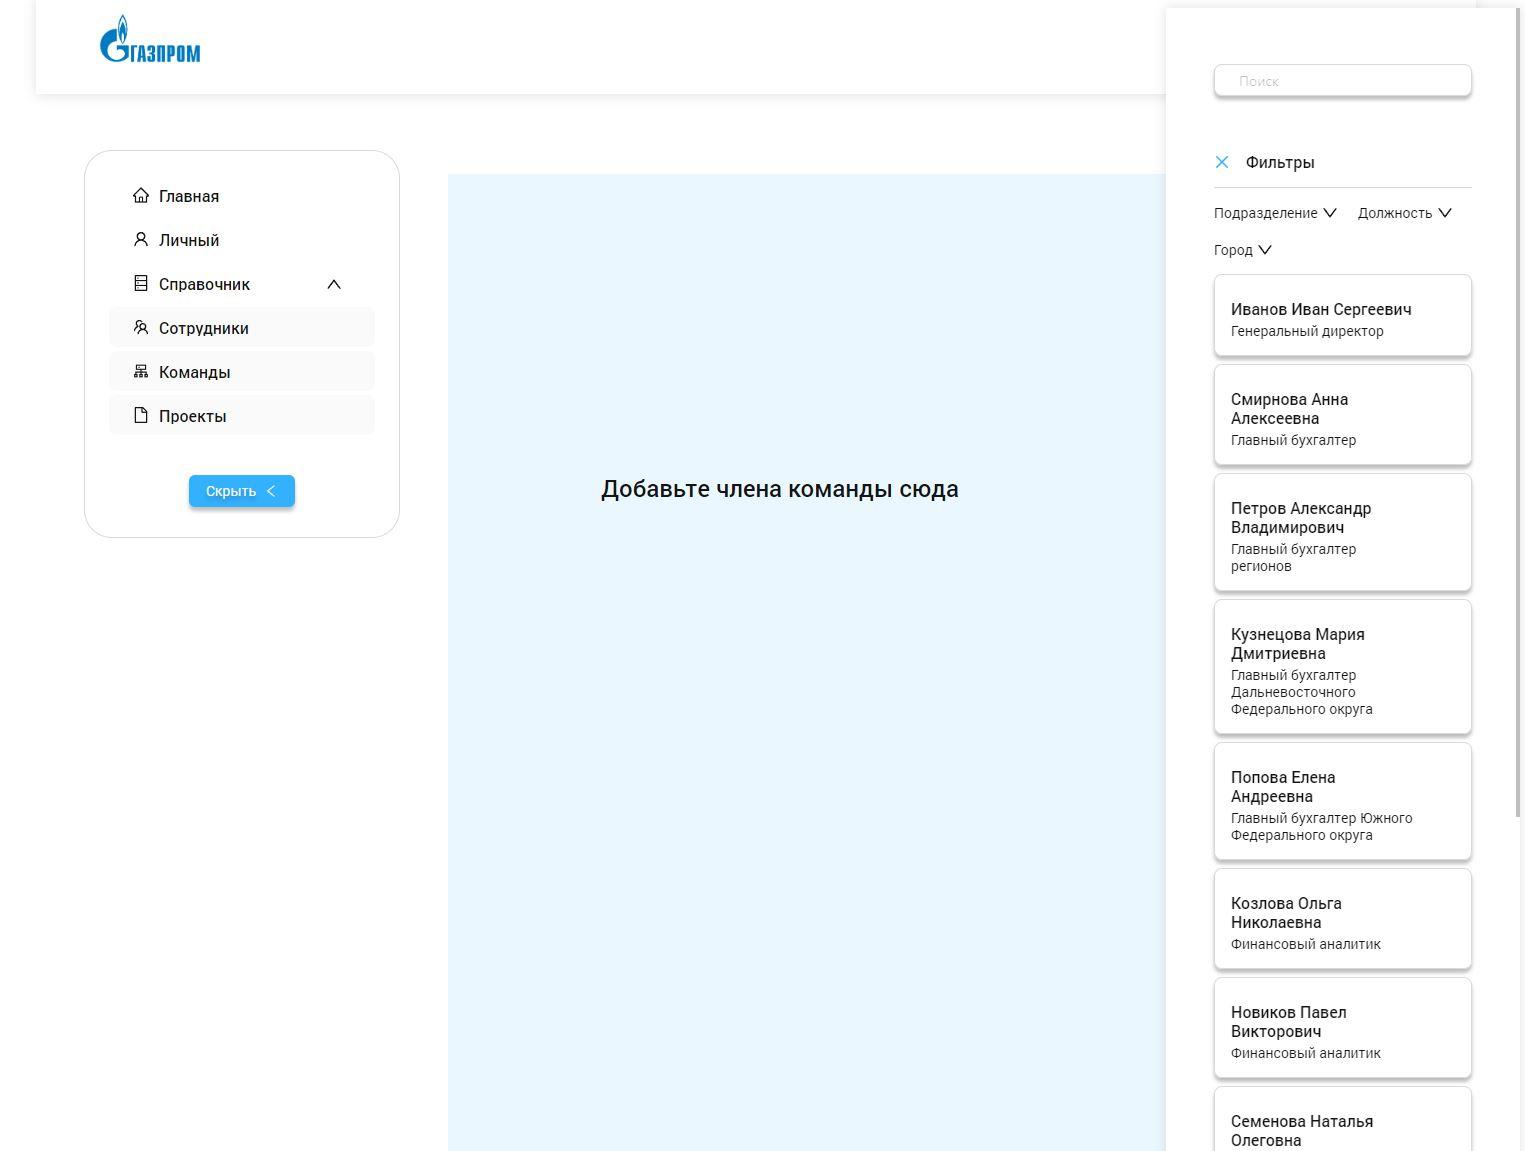 ГАЗПРОМ
Главная
Личный
Справочник
Сотрудники
Команды
Проекты
Скрыть
Добавьте члена команды сюда
Поиск
Фильтры
Подразделение Должность
Город
Иванов Иван Сергеевич
Генеральный директор
Смирнова Анна
Алексеевна
Главный бухгалтер
Петров Александр
Владимирович
Главный бухгалтер
регионов
Кузнецова Мария
Дмитриевна
Главный бухгалтер
Дальневосточного
Федерального округа
Попова Елена
Андреевна
Главный бухгалтер Южного
Федерального округа
Козлова Ольга
Николаевна
Финансовый аналитик
Новиков Павел
Викторович
Финансовый аналитик
Семенова Наталья
Олеговна